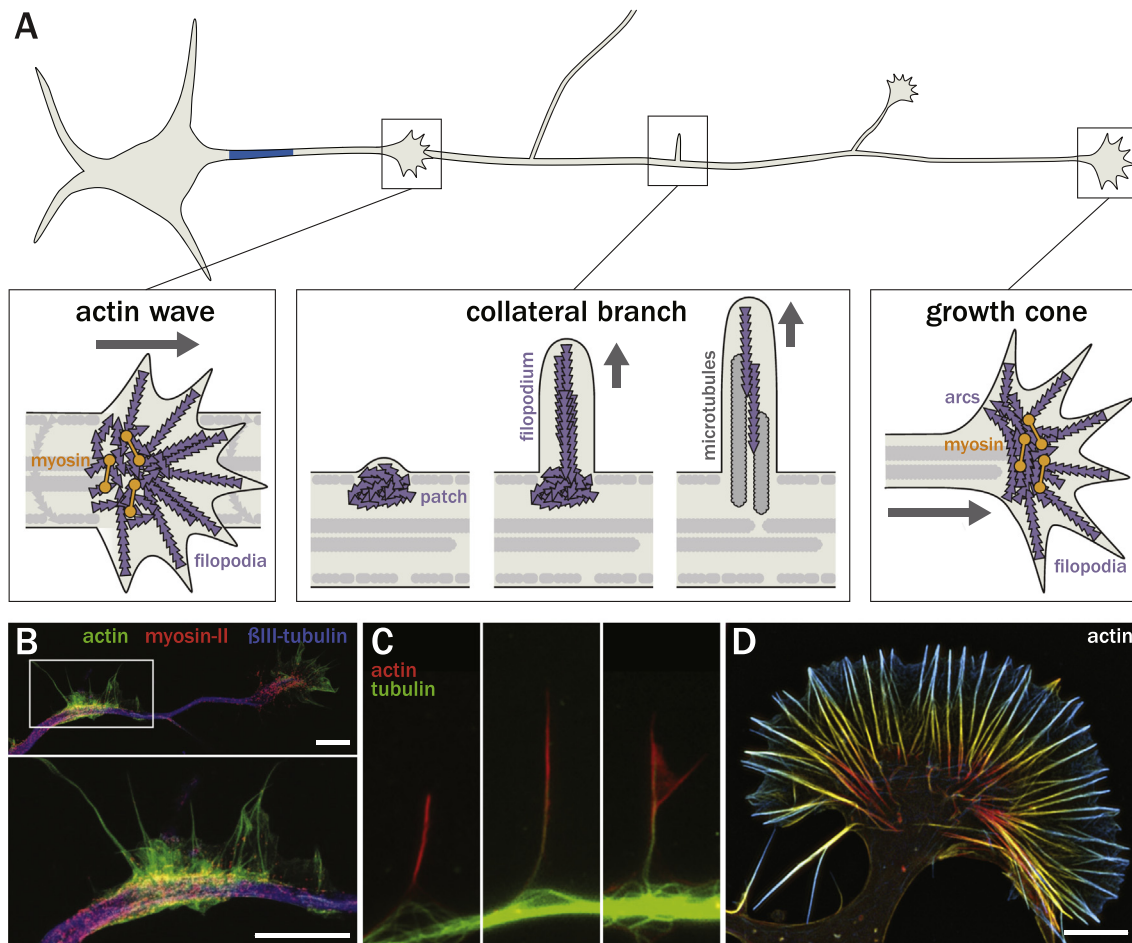 A
actin wave
myosin
filopodia
collateral branch
patch
filopodium
microtubules
growth cone
arcs
myosin
filopodia
B
actin myosin-II ßIII-tubulin
C
actin
tubulin
D
actin